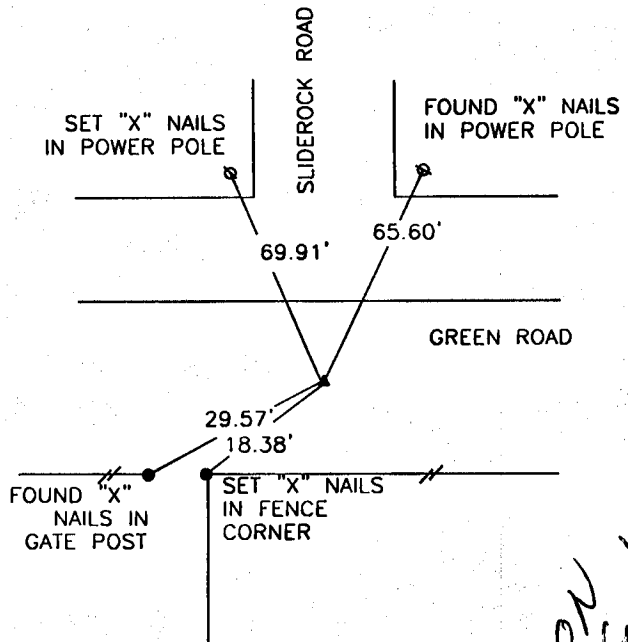 SLIDEROCK ROAD
SET "X" NAILS
IN POWER POLE
FOUND "X" NAILS
IN POWER POLE
69.91'
65.60'
GREEN ROAD
29.57'
18.38'
FOUND "X"
NAILS IN
GATE POST
SET "X" NAILS
IN FENCE
CORNER